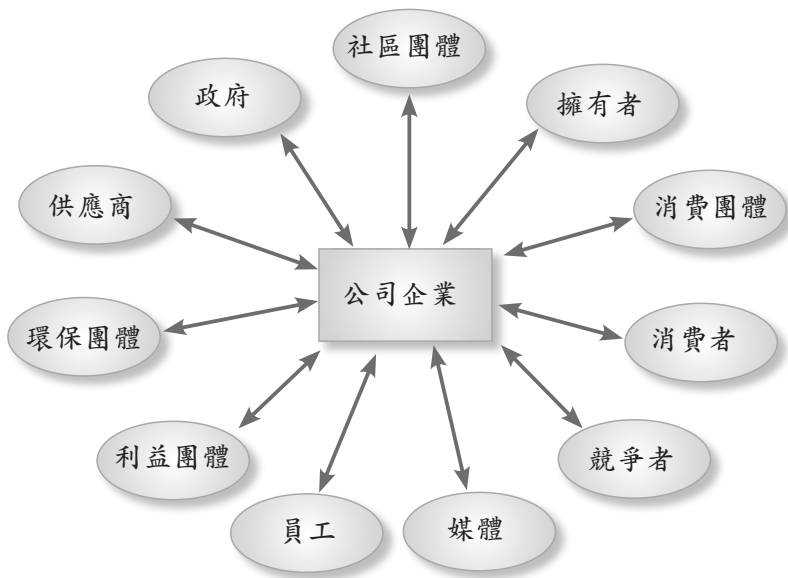 社區團體
政府
擁有者
供應商
消費團體
公司企業
環保團體
消費者
利益團體
競爭者
員工
媒體